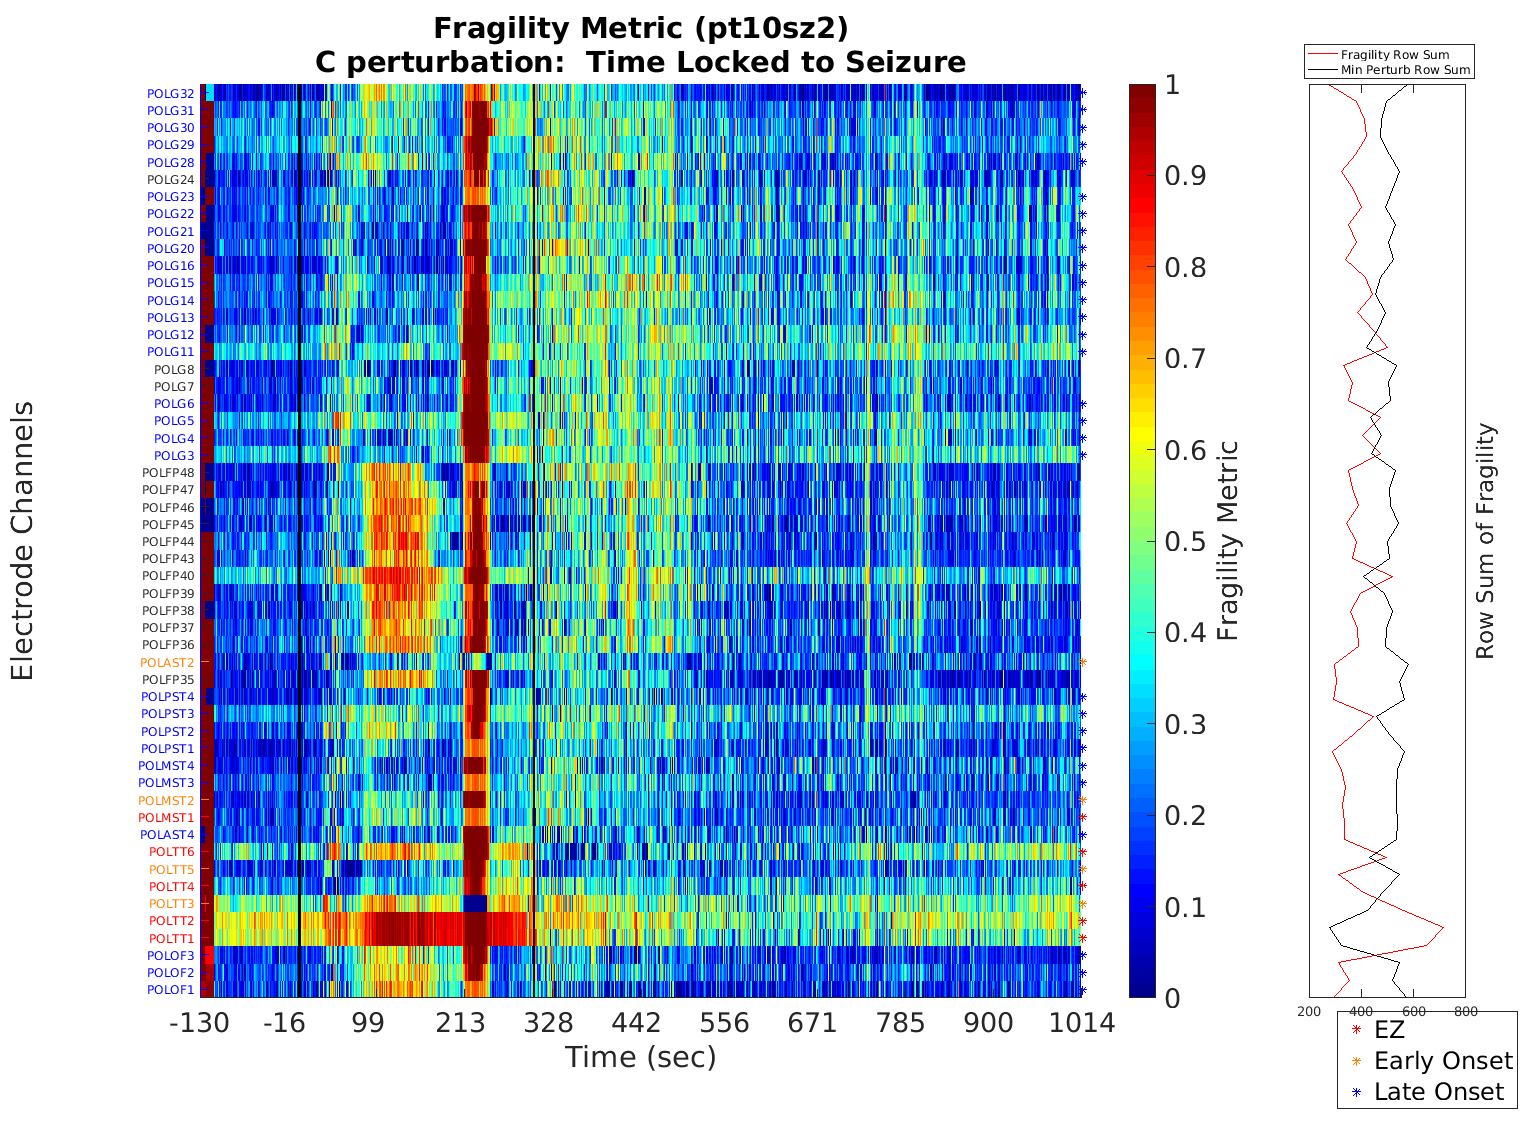 Fragility Metric (pt10sz2)
C perturbation:  Time Locked to Seizure
Electrode Channels
POLG32
POLG31
POLG30
POLG29
POLG28
POLG24
POLG23
POLG22
POLG21
POLG20
POLG16
POLG15
POLG14
POLG13
POLG12
POLG11
POLG8
POLG7
POLG6
POLG5
POLG4
POLG3
POLFP48
POLFP47
POLFP46
POLFP45
POLFP44
POLFP43
POLFP40
POLFP39
POLFP38
POLFP37
POLFP36
POLAST2
POLFP35
POLPST4
POLPST3
POLPST2
POLPST1
POLMST4
POLMST3
POLMST2
POLMST1
POLAST4
POLTT6
POLTT5
POLTT4
POLTT3
POLTT2
POLTT1
POLOF3
POLOF2
POLOF1
-130 -16 99 213 328 442 556 671 785 900 1014
Time (sec)
1
0.9
0.8
0.7
0.6
0.5
0.4
0.3
0.2
0.1
0
Fragility Metric
Fragility Row Sum
Min Perturb Row Sum
200 400 600 800
Row Sum of Fragility
EZ
Early Onset
Late Onset